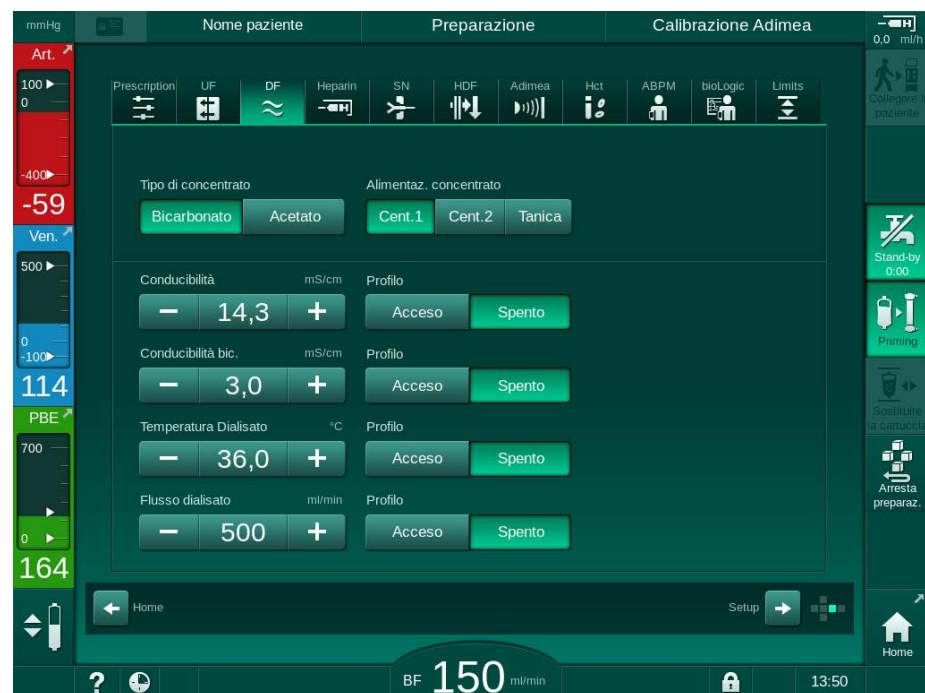 mmHg
Nome paziente
Preparazione
Calibrazione Adimea
0,0 ml/h
Art.
100
0
-400
-59
Ven.
500
0
-100
114
PBE
700
0
164
Prescription
UF
DF
Heparin
SN
HDF
Adimea
Hct
ABPM
bioLogic
Limits
Tipo di concentrato
Alimentaz. concentrato
Bicarbonato
Acetato
Cent.1
Cent.2
Tanica
Conducibilità
mS/cm
Profilo
14,3
Acceso
Spento
Conducibilità bic.
mS/cm
Profilo
3,0
Acceso
Spento
Temperatura Dialisato
°C
Profilo
36,0
Acceso
Spento
Flusso dialisato
ml/min
Profilo
500
Acceso
Spento
Home
Setup
Collegare il
paziente
Stand-by
0:00
Priming
Sostituire
la cartuccia
Arresta
preparaz.
Home
?
BF 150 ml/min
13:50